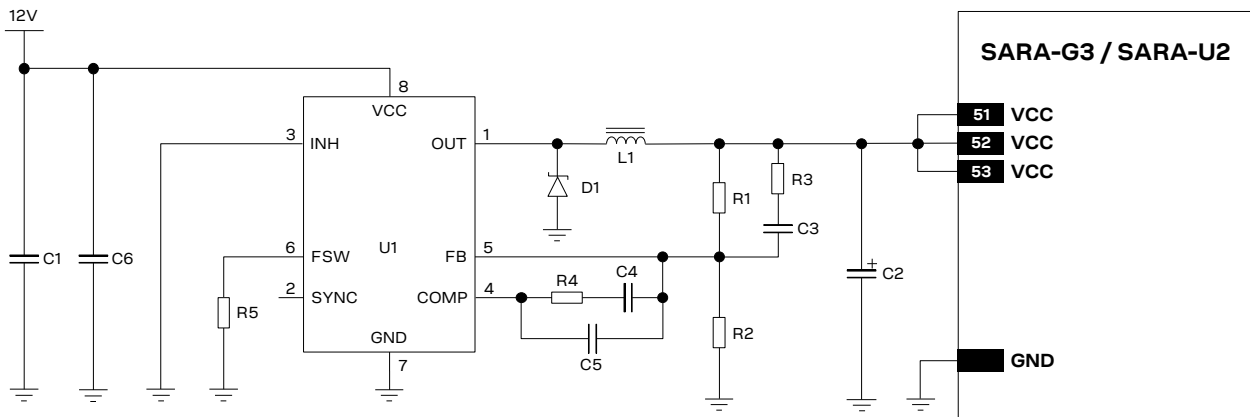 12V
SARA-G3 / SARA-U2
8
VCC
51 VCC
3 INH
OUT 1
52 VCC
L1
53 VCC
D1
R3
R1
C3
U1
6 FSW
FB 5
C1
C6
C4
C2
R4
+
2 SYNC
COMP 4
R5
R2
GND
C5
7
GND